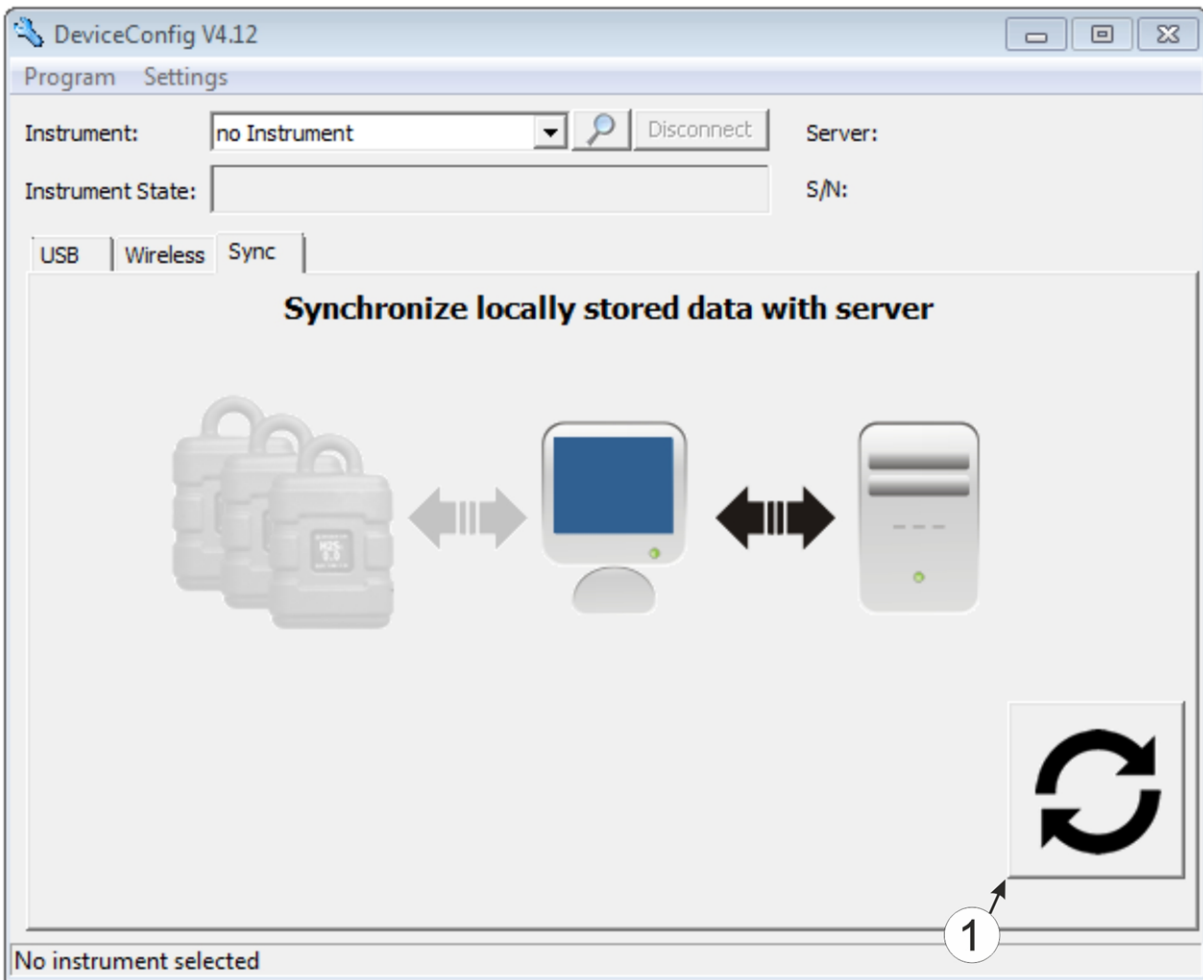 DeviceConfig V4.12
Program Settings
Instrument: no Instrument Disconnect Server:
Instrument State: S/N:
USB Wireless Sync
Synchronize locally stored data with server
1
No instrument selected